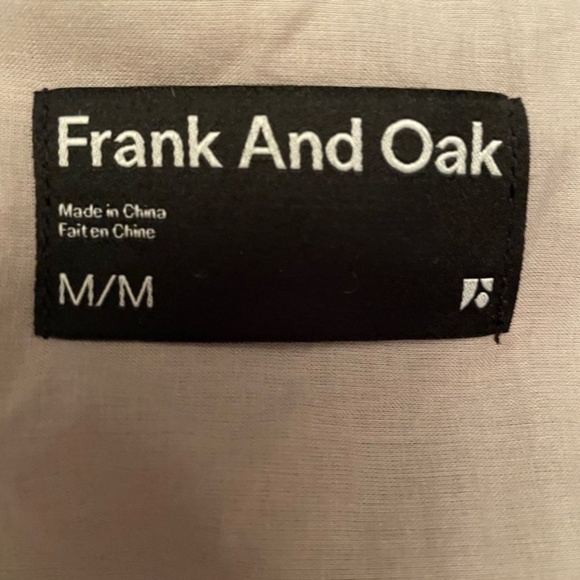 Frank And Oak
Made in China
Fait en Chine
M/M